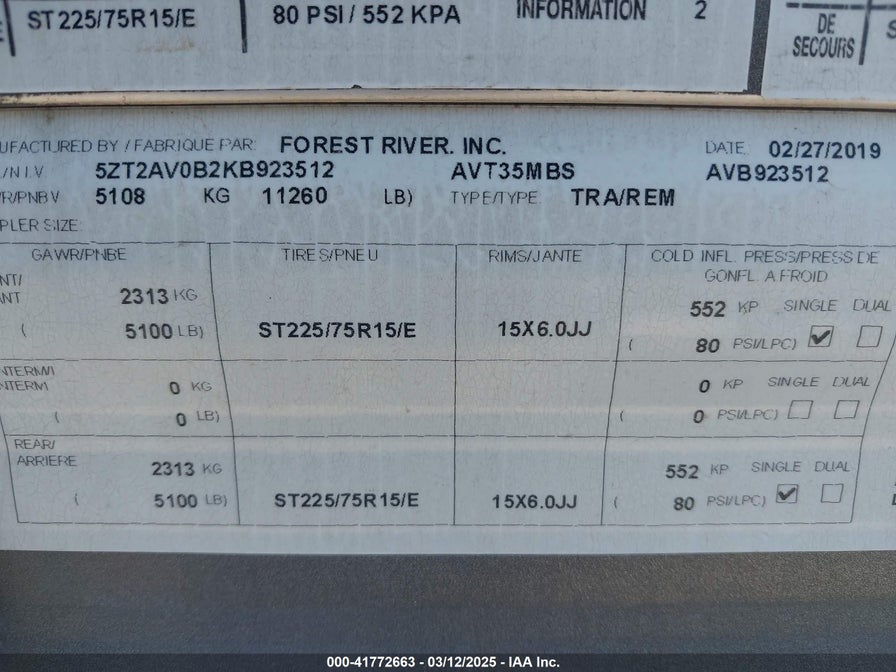 ST 225/75R15/E 80 PSI / 552 KPA INFORMATION 2 DE SECOURS
UFACTURED BY / FABRIQUE PAR: FOREST RIVER. INC. DATE 02/27/2019
/N I V 5ZT2AV0B2KB923512 AVT35MBS AVB923512
R/PNBV 5108 KG 11260 LB) TYPE/TYPE: TRA/REM
PLER SIZE:
GAWR/PNBE TIRES/PNEU RIMS/JANTE COLD INFL. PRESS/PRESS DE GONFL. A FROID
NT/
ANT 2313 KG 552 KP SINGLE DUAL
( 5100 LB) ST225/75R15/E 15X6.0JJ ( 80 PSI/LPC)
NTERM/
NTERM 0 KG 0 KP SINGLE DUAL
( 0 LB) ( 0 PSI/LPC)
REAR/
ARRIERE 2313 KG 552 KP SINGLE DUAL
( 5100 LB) ST225/75R15/E 15X6.0JJ ( 80 PSI/LPC)
000-41772663 - 03/12/2025 - IAA Inc.